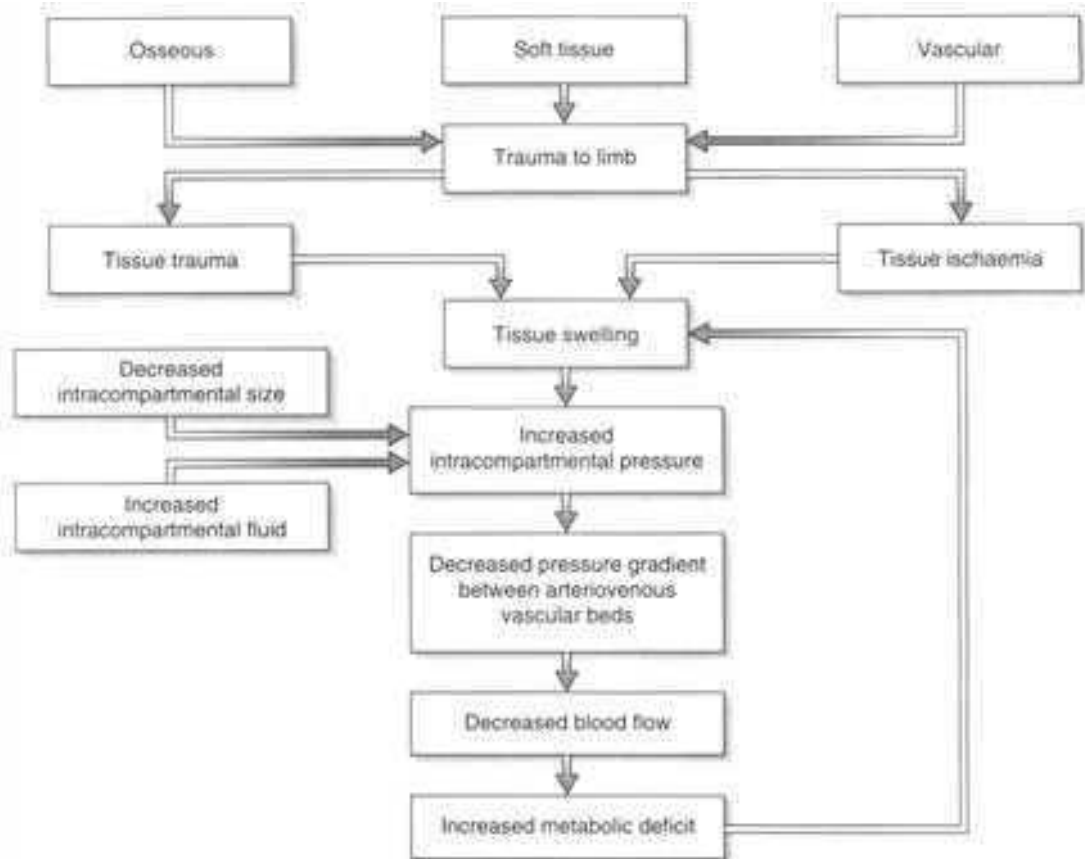 Osseous
Soft tissue
Vascular
Trauma to limb
Tissue trauma
Tissue ischaemia
Tissue swelling
Decreased
intracompartmental size
Increased
intracompartmental pressure
Increased
intracompartmental fluid
Decreased pressure gradient
between arteriovenous
vascular beds
Decreased blood flow
Increased metabolic deficit